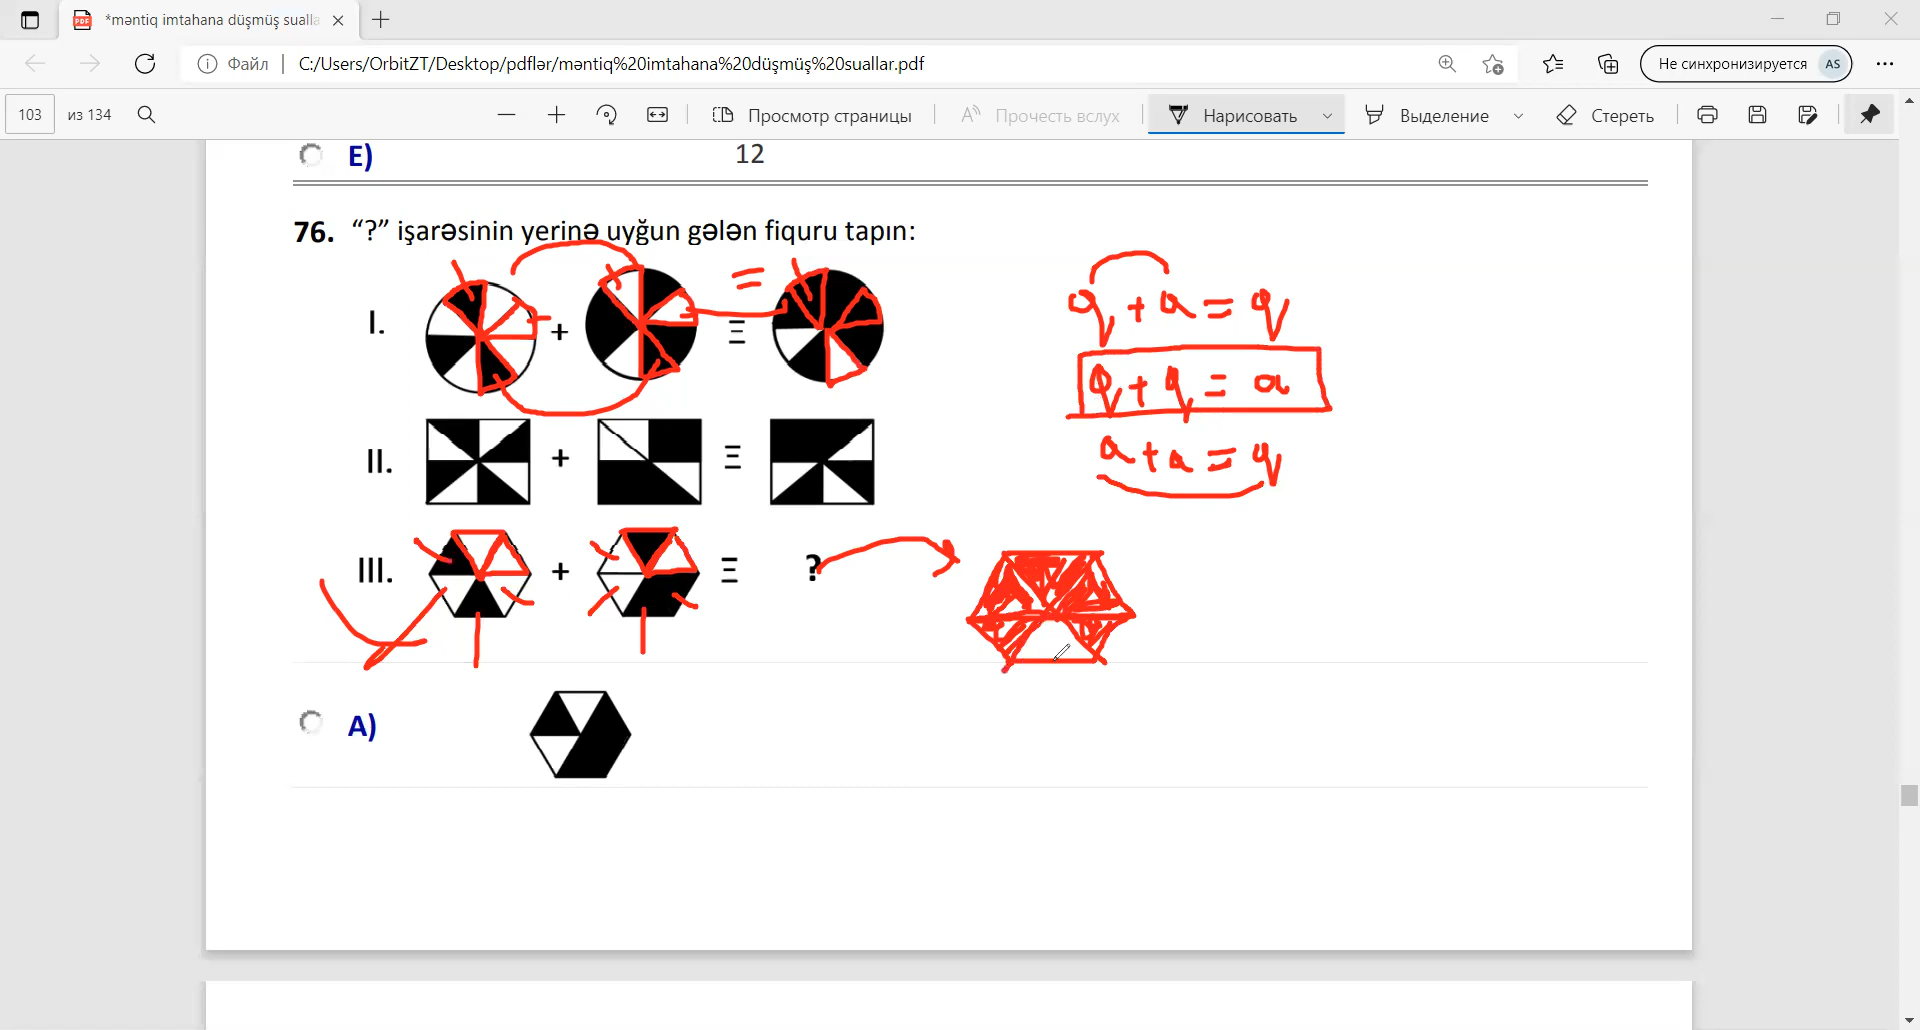 *məntiq imtahana düşmüş sualla
Файл C:/Users/OrbitZT/Desktop/pdflər/məntiq%20imtahana%20düşmüş%20suallar.pdf
Не синхронизируется AS
103 из 134
Просмотр страницы
Прочесть вслух
Нарисовать
Выделение
Стереть
E) 12
76. “?” işarəsinin yerinə uyğun gələn fiquru tapın:
I. + =
q + a = q
q + q = a
a + a = q
II. + =
III. + = ?
A)